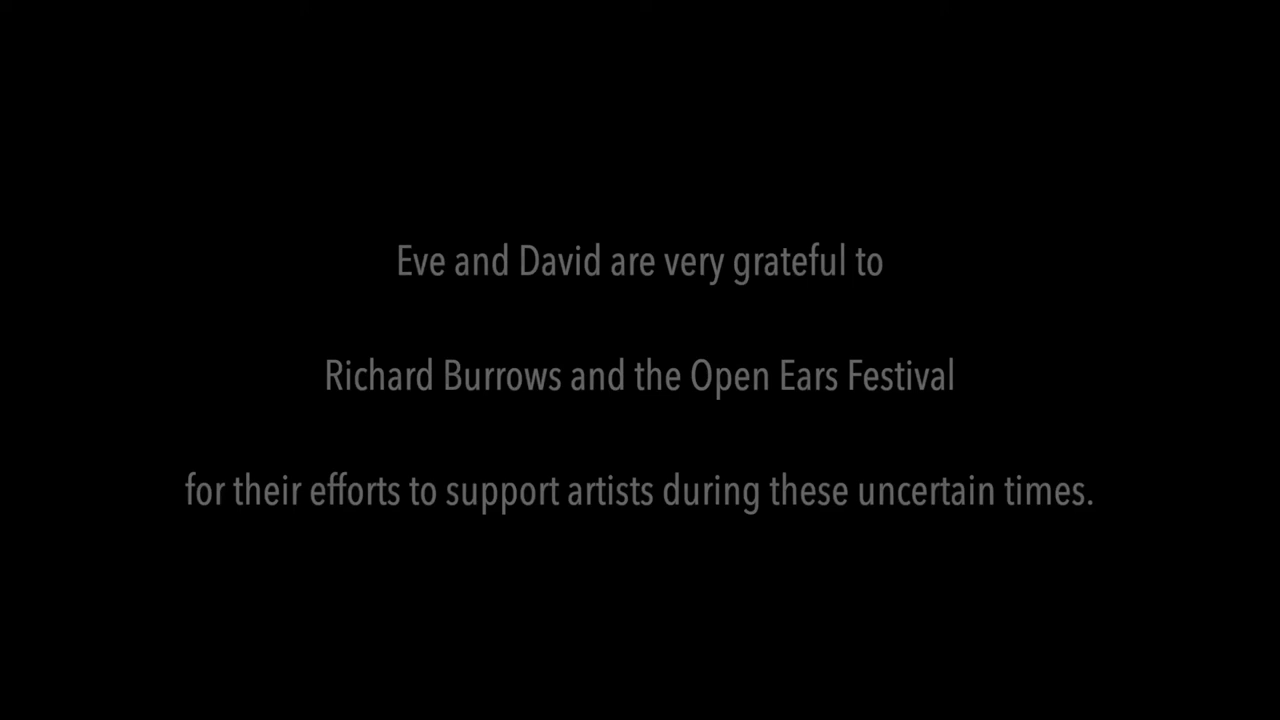 Eve and David are very grateful to
Richard Burrows and the Open Ears Festival
for their efforts to support artists during these uncertain times.